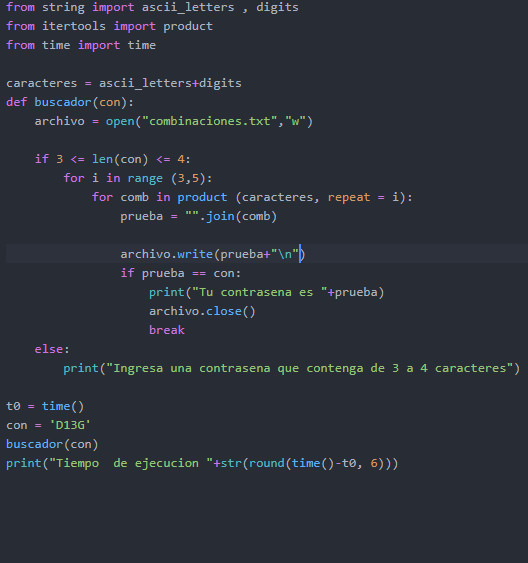 from string import ascii_letters , digits
from itertools import product
from time import time
caracteres = ascii_letters+digits
def buscador(con):
archivo = open("combinaciones.txt","w")
if 3 <= len(con) <= 4:
for i in range (3,5):
for comb in product (caracteres, repeat = i):
prueba = "".join(comb)
archivo.write(prueba+"\n")
if prueba == con:
print("Tu contrasena es "+prueba)
archivo.close()
break
else:
print("Ingresa una contrasena que contenga de 3 a 4 caracteres")
t0 = time()
con = 'D13G'
buscador(con)
print("Tiempo  de ejecucion "+str(round(time()-t0, 6)))